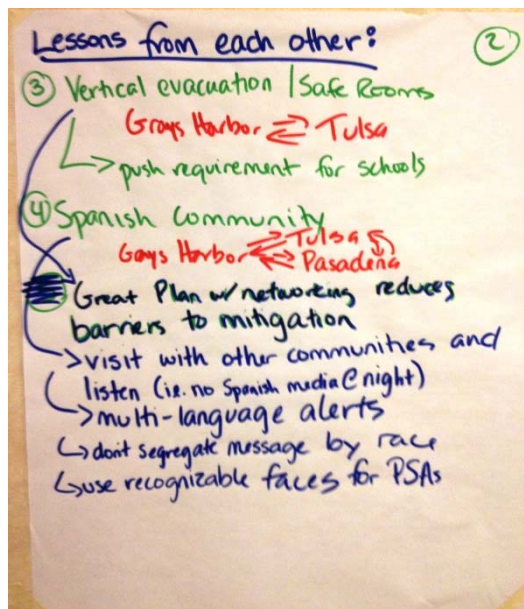 Lessons from each other:
②
③ Vertical evacuation / Safe Rooms
Grays Harbor ⇄ Tulsa
↳ push requirement for schools
④ Spanish Community
Grays Harbor ⇄ Tulsa
⇄ Pasadena
Great Plan w/ networking reduces
barriers to mitigation
> visit with other communities and
listen (i.e. no Spanish media @ night)
↳ multi-language alerts
↳ dont segregate message by race
↳ use recognizable faces for PSAs